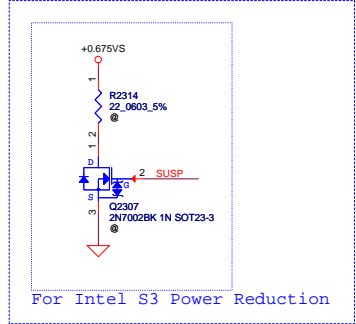 +0.675VS
1
R2314
22_0603_5%
@
2
1
D
2
SUSP
G
S
Q2307
3
2N7002BK 1N SOT23-3
@
For Intel S3 Power Reduction